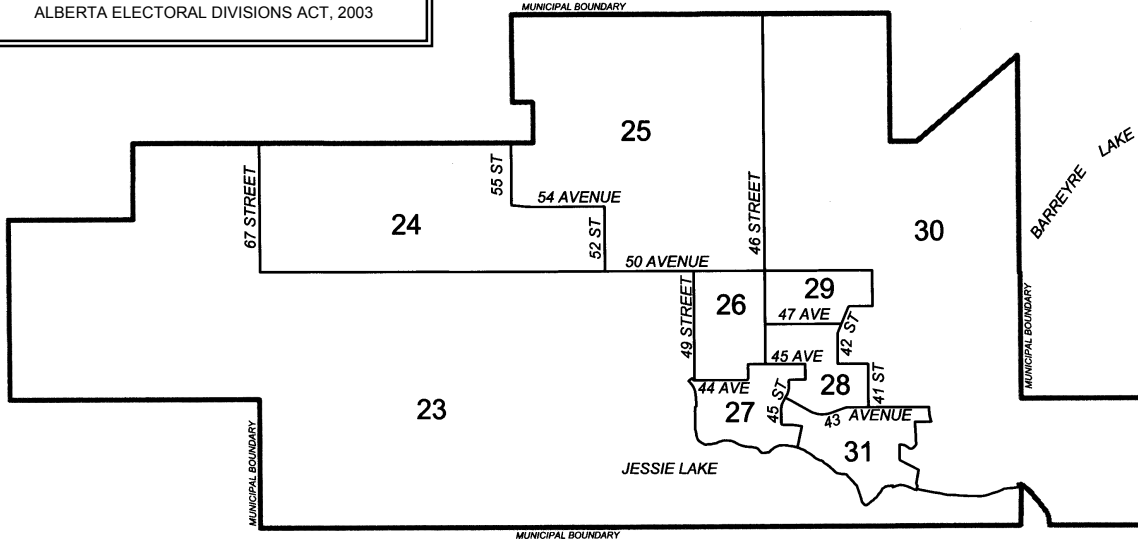 ALBERTA ELECTORAL DIVISIONS ACT, 2003
MUNICIPAL BOUNDARY
25
BARREYRE LAKE
67 STREET
55 ST
54 AVENUE
46 STREET
24
52 ST
30
50 AVENUE
29
26
49 STREET
47 AVE
42 ST
MUNICIPAL BOUNDARY
45 AVE
44 AVE
28
41 ST
23
27
45 ST
43 AVENUE
31
MUNICIPAL BOUNDARY
JESSIE LAKE
MUNICIPAL BOUNDARY